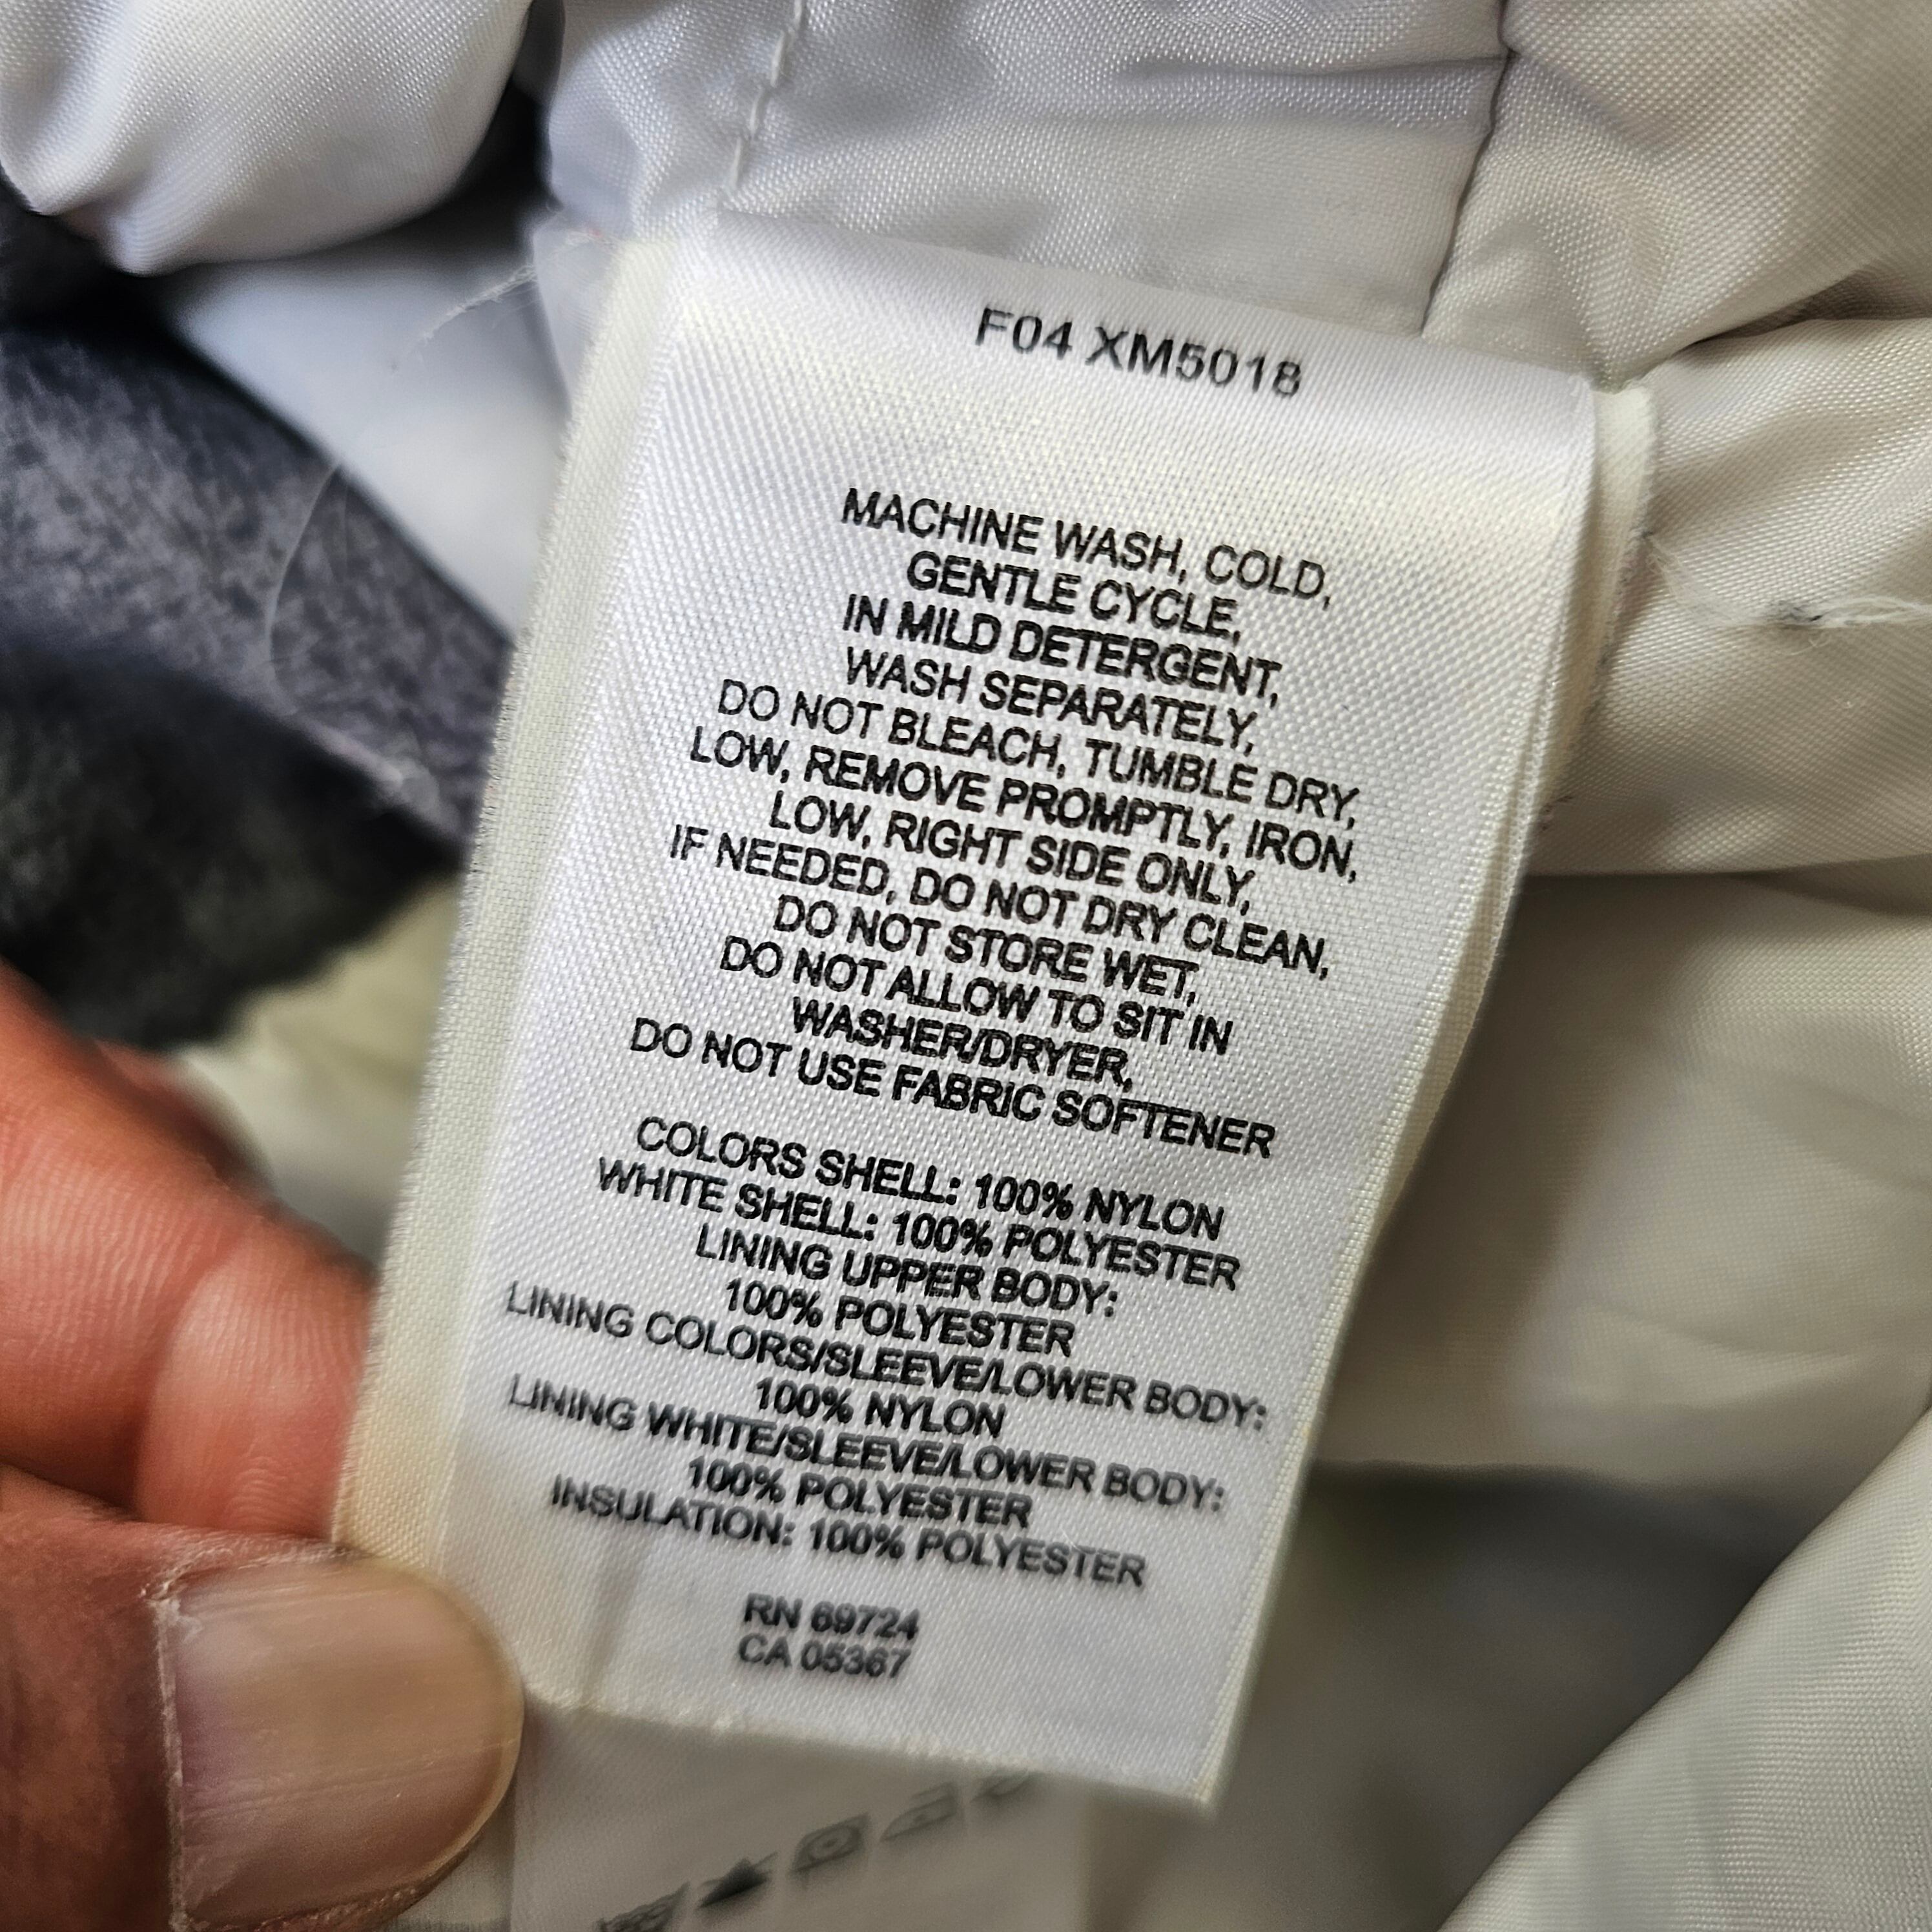 F04 XM5018
MACHINE WASH, COLD,
GENTLE CYCLE,
IN MILD DETERGENT,
WASH SEPARATELY,
DO NOT BLEACH, TUMBLE DRY,
LOW, REMOVE PROMPTLY, IRON,
LOW, RIGHT SIDE ONLY,
IF NEEDED, DO NOT DRY CLEAN,
DO NOT STORE WET,
DO NOT ALLOW TO SIT IN
WASHER/DRYER,
DO NOT USE FABRIC SOFTENER
COLORS SHELL: 100% NYLON
WHITE SHELL: 100% POLYESTER
LINING UPPER BODY:
100% POLYESTER
LINING COLORS/SLEEVE/LOWER BODY:
100% NYLON
LINING WHITE/SLEEVE/LOWER BODY:
100% POLYESTER
INSULATION: 100% POLYESTER
RN 69724
CA 05367